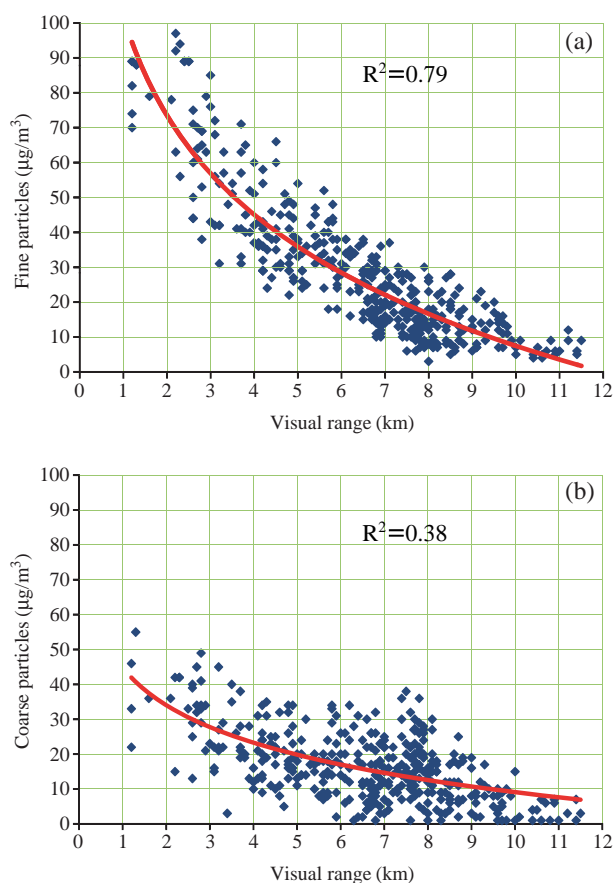 (a)
R²=0.79
Fine particles (µg/m³)
100
90
80
70
60
50
40
30
20
10
0
0 1 2 3 4 5 6 7 8 9 10 11 12
Visual range (km)
(b)
R²=0.38
Coarse particles (µg/m³)
100
90
80
70
60
50
40
30
20
10
0
0 1 2 3 4 5 6 7 8 9 10 11 12
Visual range (km)